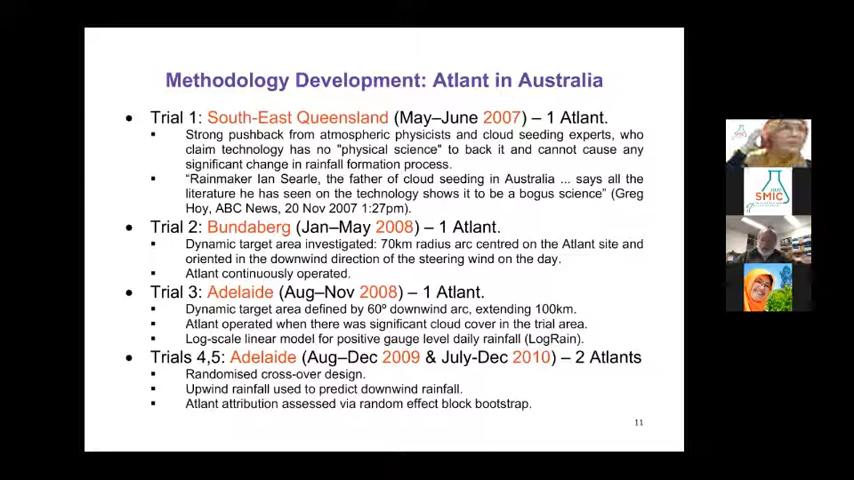 Methodology Development: Atlant in Australia
• Trial 1: South-East Queensland (May–June 2007) – 1 Atlant.
▪ Strong pushback from atmospheric physicists and cloud seeding experts, who
claim technology has no "physical science" to back it and cannot cause any
significant change in rainfall formation process.
▪ “Rainmaker Ian Searle, the father of cloud seeding in Australia ... says all the
literature he has seen on the technology shows it to be a bogus science” (Greg
Hoy, ABC News, 20 Nov 2007 1:27pm).
• Trial 2: Bundaberg (Jan–May 2008) – 1 Atlant.
▪ Dynamic target area investigated: 70km radius arc centred on the Atlant site and
oriented in the downwind direction of the steering wind on the day.
▪ Atlant continuously operated.
• Trial 3: Adelaide (Aug–Nov 2008) – 1 Atlant.
▪ Dynamic target area defined by 60º downwind arc, extending 100km.
▪ Atlant operated when there was significant cloud cover in the trial area.
▪ Log-scale linear model for positive gauge level daily rainfall (LogRain).
• Trials 4,5: Adelaide (Aug–Dec 2009 & July-Dec 2010) – 2 Atlants
▪ Randomised cross-over design.
▪ Upwind rainfall used to predict downwind rainfall.
▪ Atlant attribution assessed via random effect block bootstrap.
11
SMIC